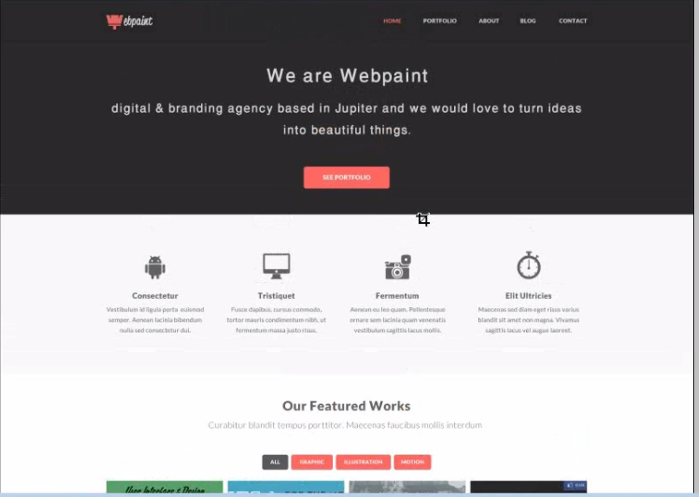 ebpaint
HOME PORTFOLIO ABOUT BLOG CONTACT
We are Webpaint
digital & branding agency based in Jupiter and we would love to turn ideas
into beautiful things.
SEE PORTFOLIO
Consectetur
Vestibulum id ligula porta euismod
semper. Aenean lacinia bibendum
nulla sed consectetur dui.
Tristiquet
Fusce dapibus, cursus commodo,
tortor mauris condimentum nibh, ut
fermentum massa justo risus.
Fermentum
Aenean eu leo quam. Pellentesque
ornare sem lacinia quam venenatis
vestibulum sagittis lacus mollis.
Elit Ultricies
Maecenas sed diam eget risus varius
blandit sit amet non magna. Vivamus
sagittis lacus vel augue laoreet.
Our Featured Works
Curabitur blandit tempus porttitor. Maecenas faucibus mollis interdum
ALL GRAPHIC ILLUSTRATION MOTION